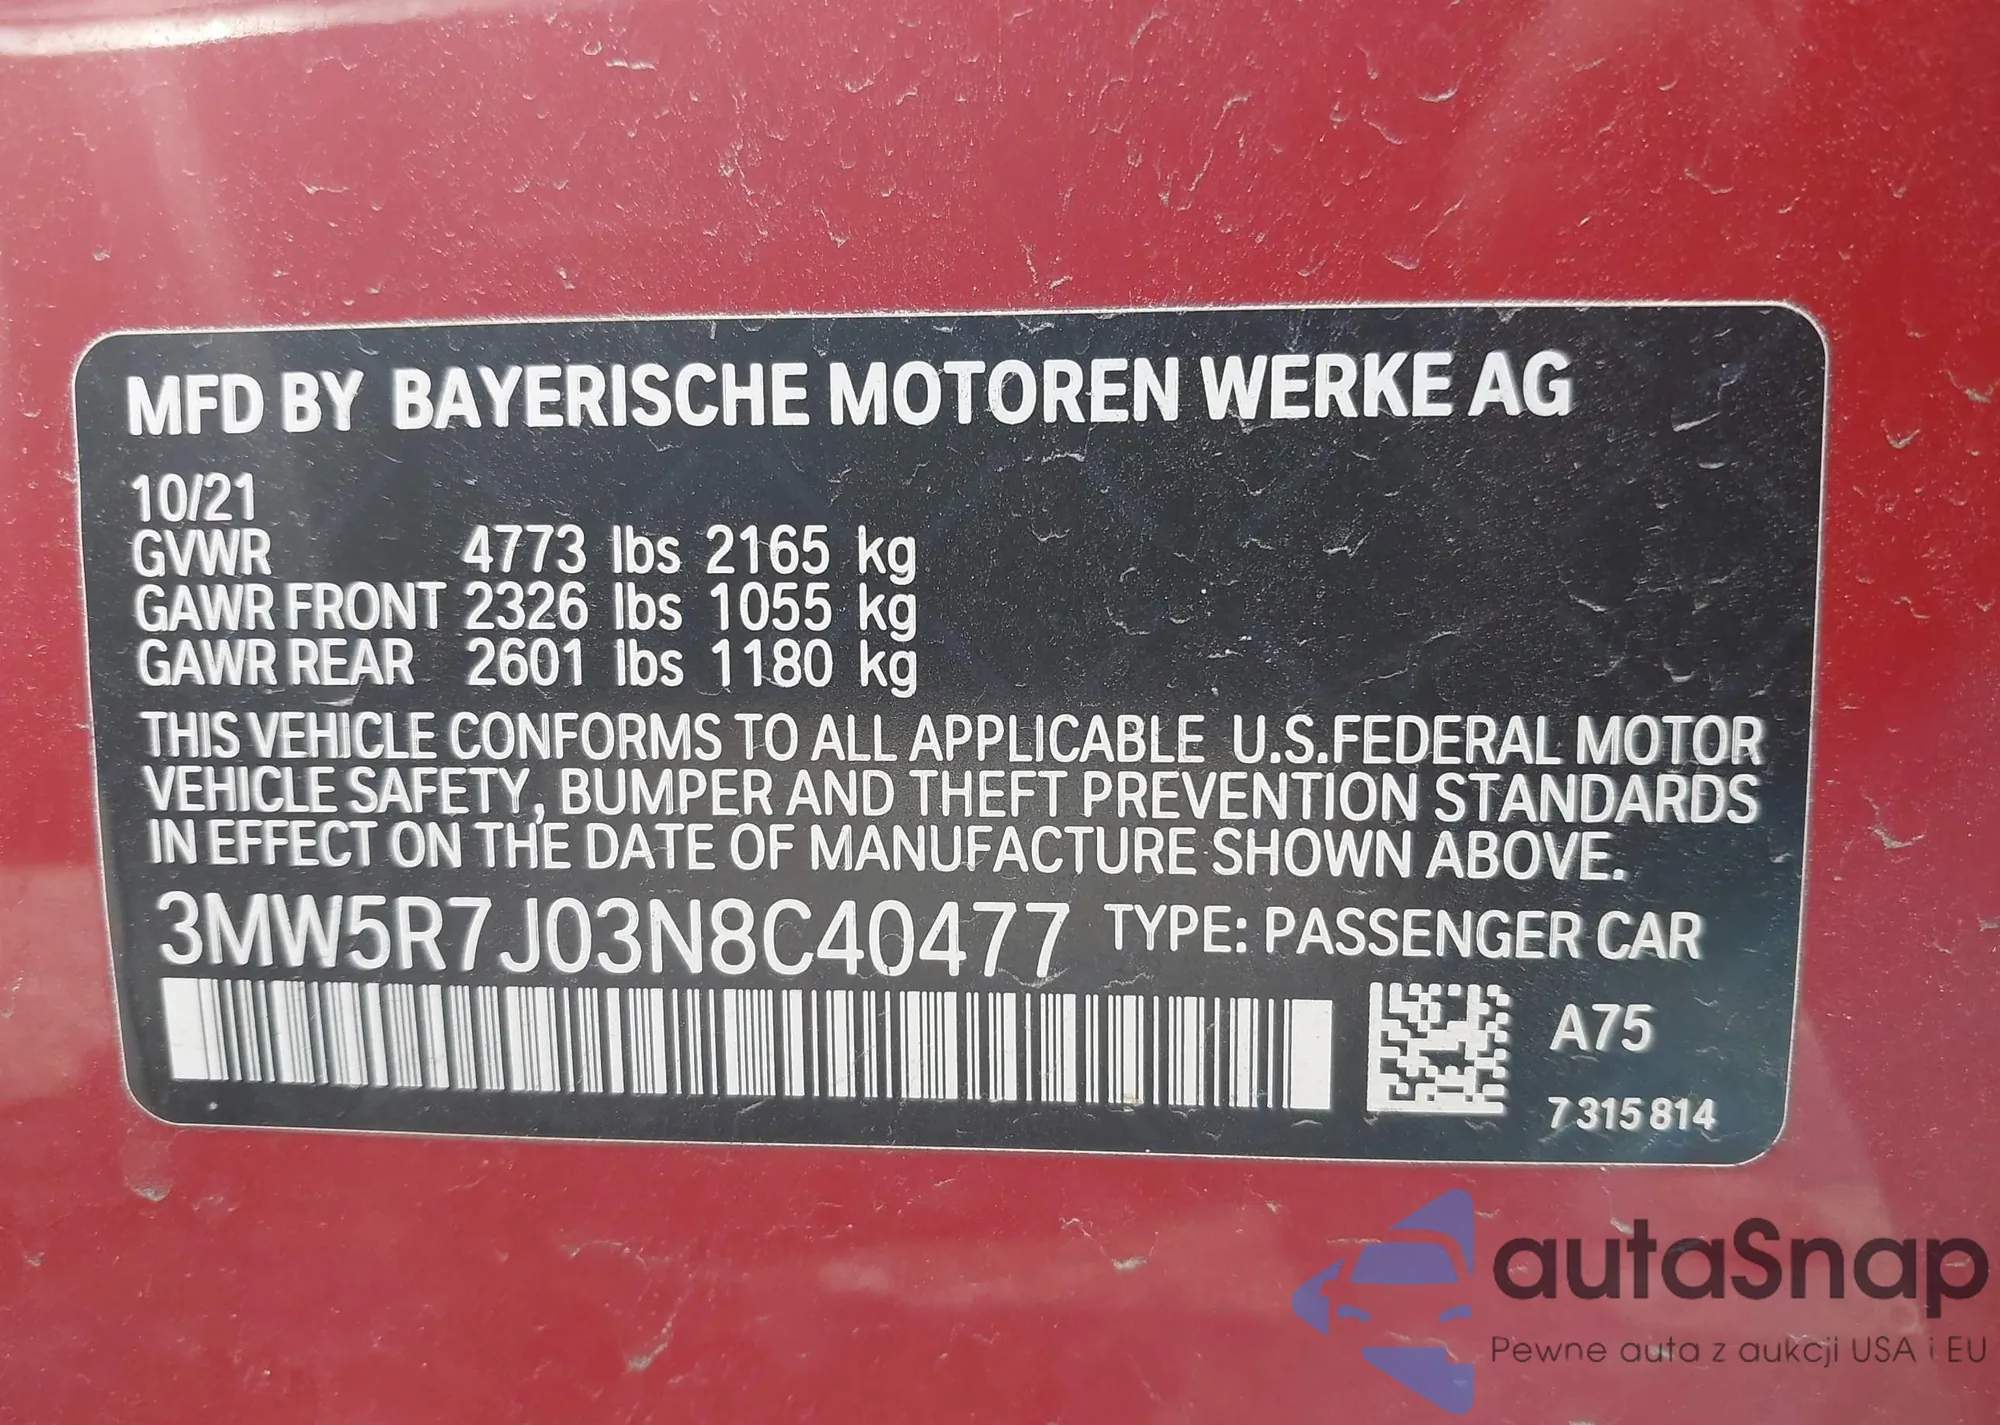 MFD BY BAYERISCHE MOTOREN WERKE AG
10/21
GVWR 4773 lbs 2165 kg
GAWR FRONT 2326 lbs 1055 kg
GAWR REAR 2601 lbs 1180 kg
THIS VEHICLE CONFORMS TO ALL APPLICABLE U.S.FEDERAL MOTOR
VEHICLE SAFETY, BUMPER AND THEFT PREVENTION STANDARDS
IN EFFECT ON THE DATE OF MANUFACTURE SHOWN ABOVE.
3MW5R7J03N8C40477 TYPE: PASSENGER CAR
A75
7315814
autaSnap
Pewne auta z aukcji USA i EU